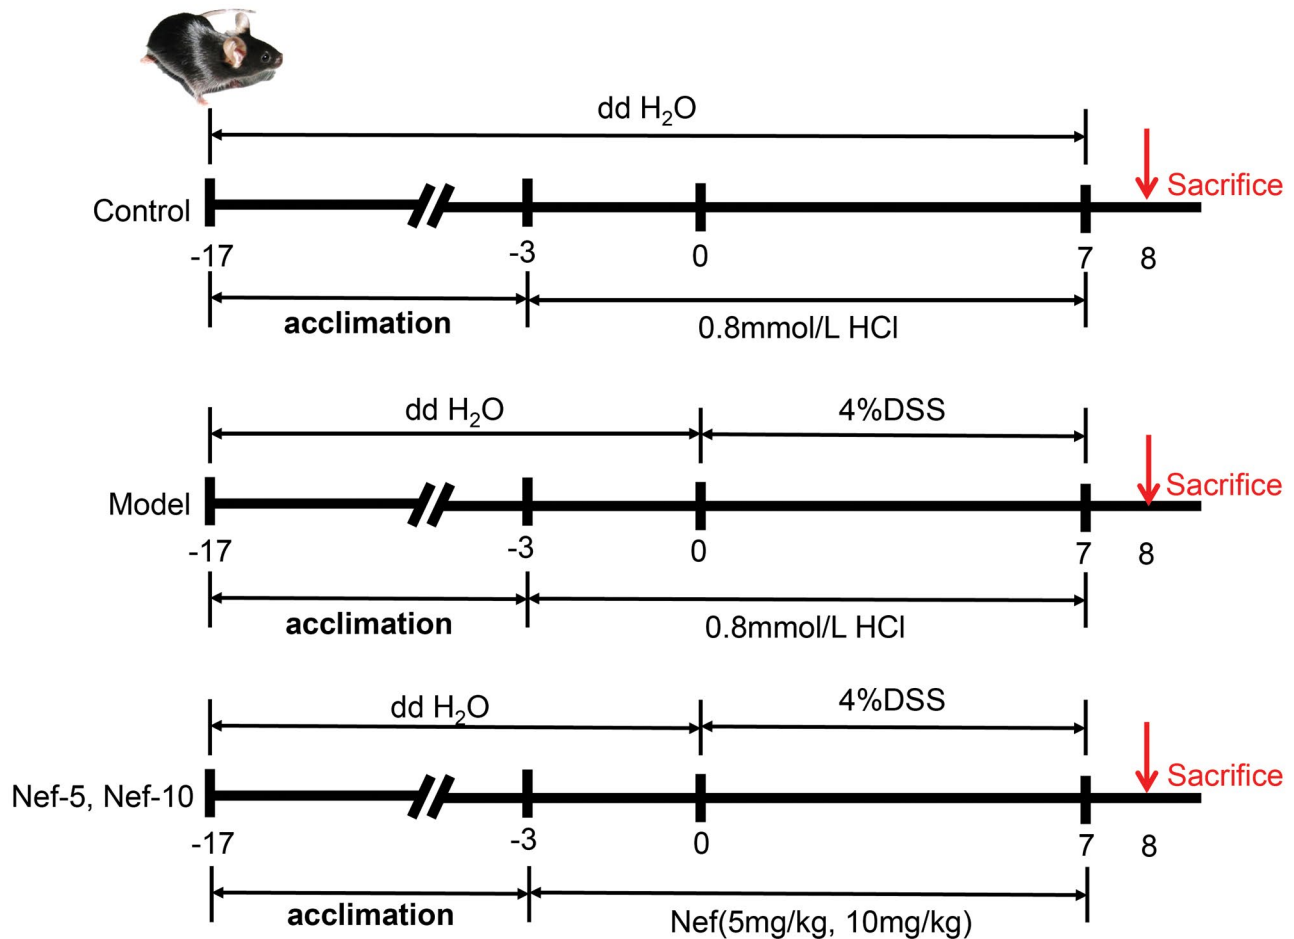 dd H₂O
Sacrifice
Control
-17
-3
0
7
8
acclimation
0.8mmol/L HCl
dd H₂O
4%DSS
Sacrifice
Model
-17
-3
0
7
8
acclimation
0.8mmol/L HCl
dd H₂O
4%DSS
Sacrifice
Nef-5, Nef-10
-17
-3
0
7
8
acclimation
Nef(5mg/kg, 10mg/kg)